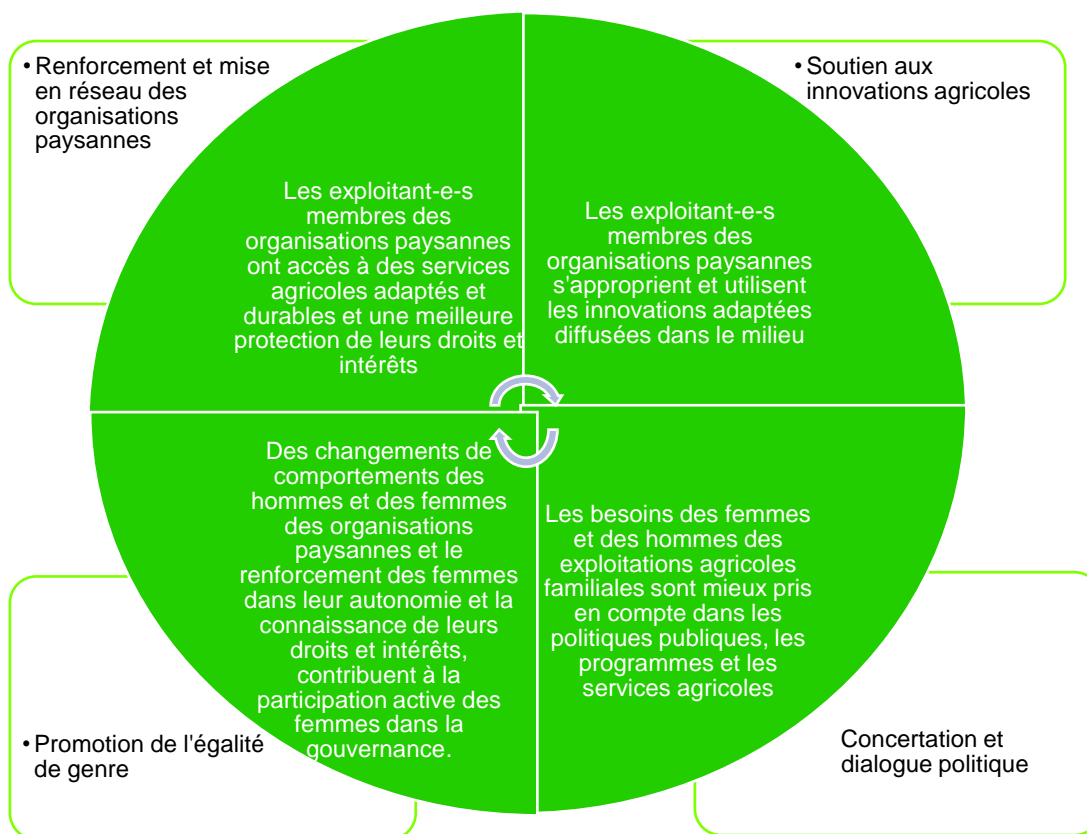 • Renforcement et mise
en réseau des
organisations
paysannes
• Soutien aux
innovations agricoles
Les exploitant-e-s
membres des
organisations paysannes
ont accès à des services
agricoles adaptés et
durables et une meilleure
protection de leurs droits et
intérêts
Les exploitant-e-s
membres des
organisations paysannes
s'approprient et utilisent
les innovations adaptées
diffusées dans le milieu
Des changements de
comportements des
hommes et des femmes
des organisations
paysannes et le
renforcement des femmes
dans leur autonomie et la
connaissance de leurs
droits et intérêts,
contribuent à la
participation active des
femmes dans la
gouvernance.
Les besoins des femmes
et des hommes des
exploitations agricoles
familiales sont mieux pris
en compte dans les
politiques publiques, les
programmes et les
services agricoles
• Promotion de l'égalité
de genre
Concertation et
dialogue politique